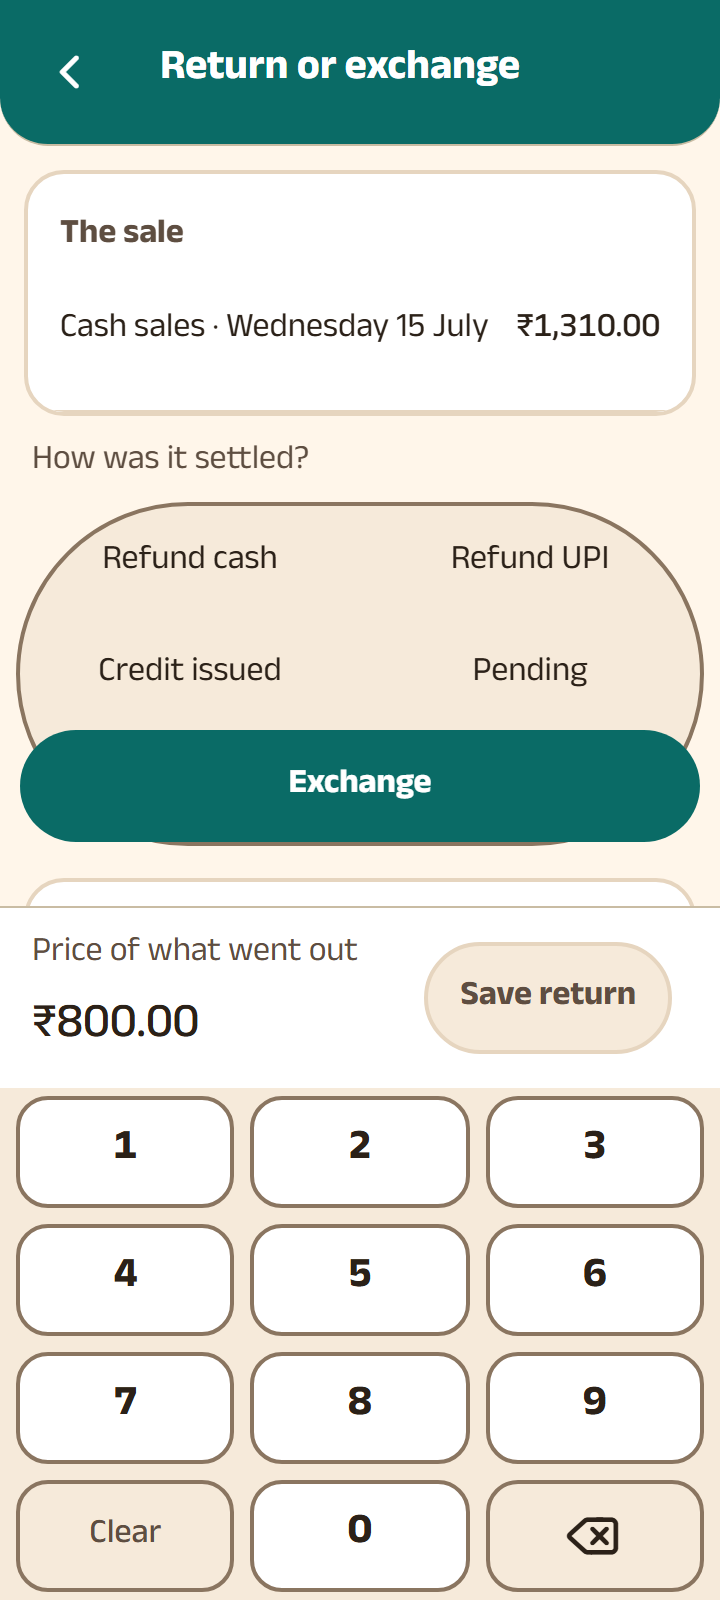 Return or exchange
The sale
Cash sales · Wednesday 15 July ₹1,310.00
How was it settled?
Refund cash Refund UPI
Credit issued Pending
Exchange
Price of what went out
₹800.00
Save return
1 2 3
4 5 6
7 8 9
Clear 0